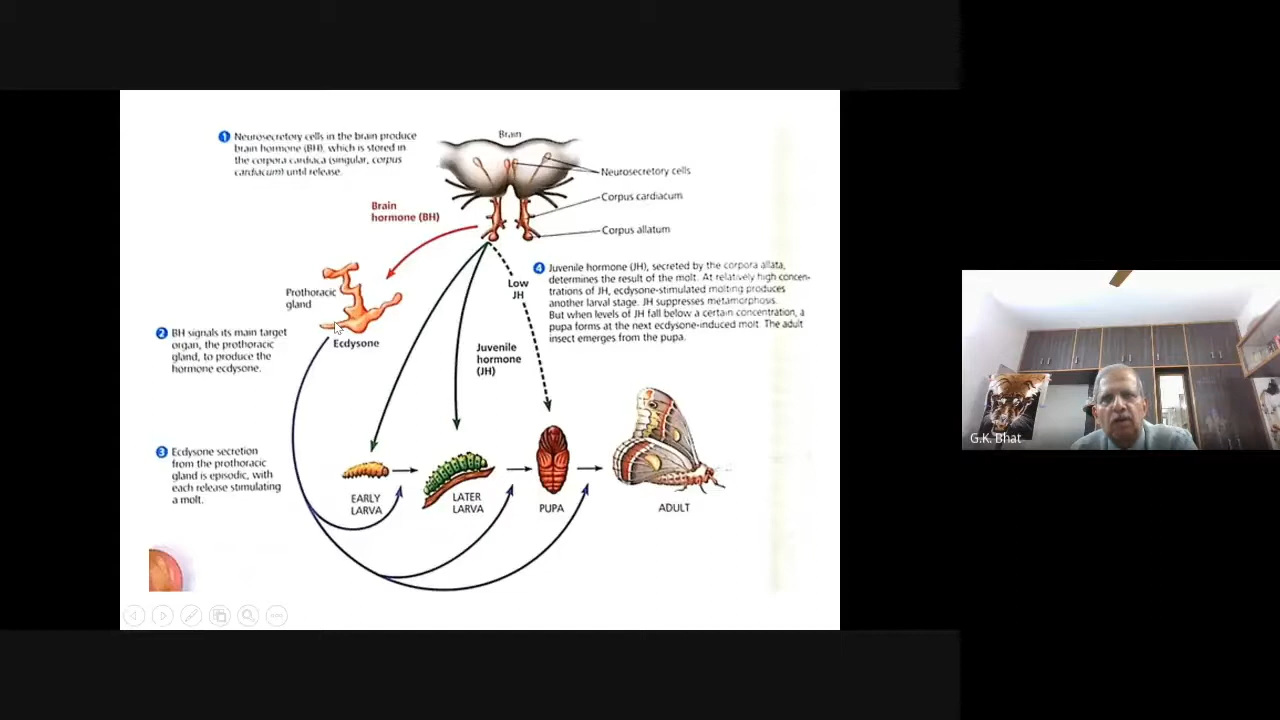 1 Neurosecretory cells in the brain produce
brain hormone (BH), which is stored in
the corpora cardiaca (singular, corpus
cardiacum) until release.
Brain
Neurosecretory cells
Corpus cardiacum
Corpus allatum
Brain
hormone (BH)
Prothoracic
gland
2 BH signals its main target
organ, the prothoracic
gland, to produce the
hormone ecdysone.
Ecdysone
Low
JH
4 Juvenile hormone (JH), secreted by the corpora allata,
determines the result of the molt. At relatively high concen-
trations of JH, ecdysone-stimulated molting produces
another larval stage. JH suppresses metamorphosis.
But when levels of JH fall below a certain concentration, a
pupa forms at the next ecdysone-induced molt. The adult
insect emerges from the pupa.
Juvenile
hormone
(JH)
3 Ecdysone secretion
from the prothoracic
gland is episodic, with
each release stimulating
a molt.
EARLY
LARVA
LATER
LARVA
PUPA
ADULT
G.K. Bhat